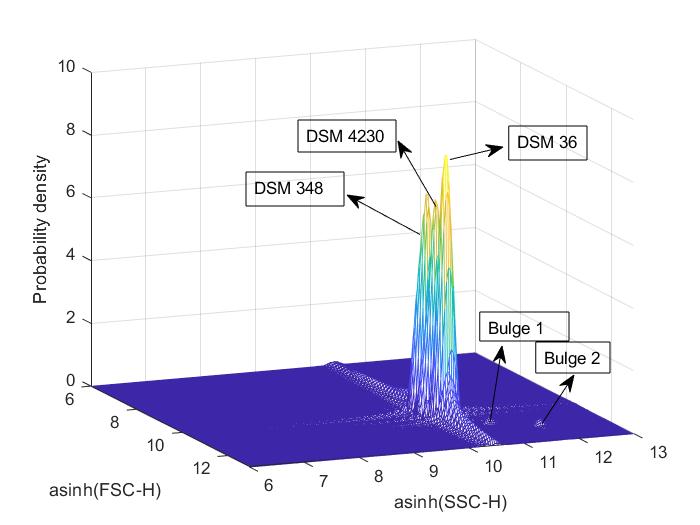 10
8
6
4
2
0
Probability density
DSM 4230
DSM 36
DSM 348
Bulge 1
Bulge 2
6
8
10
12
asinh(FSC-H)
6
7
8
9
10
11
12
13
asinh(SSC-H)